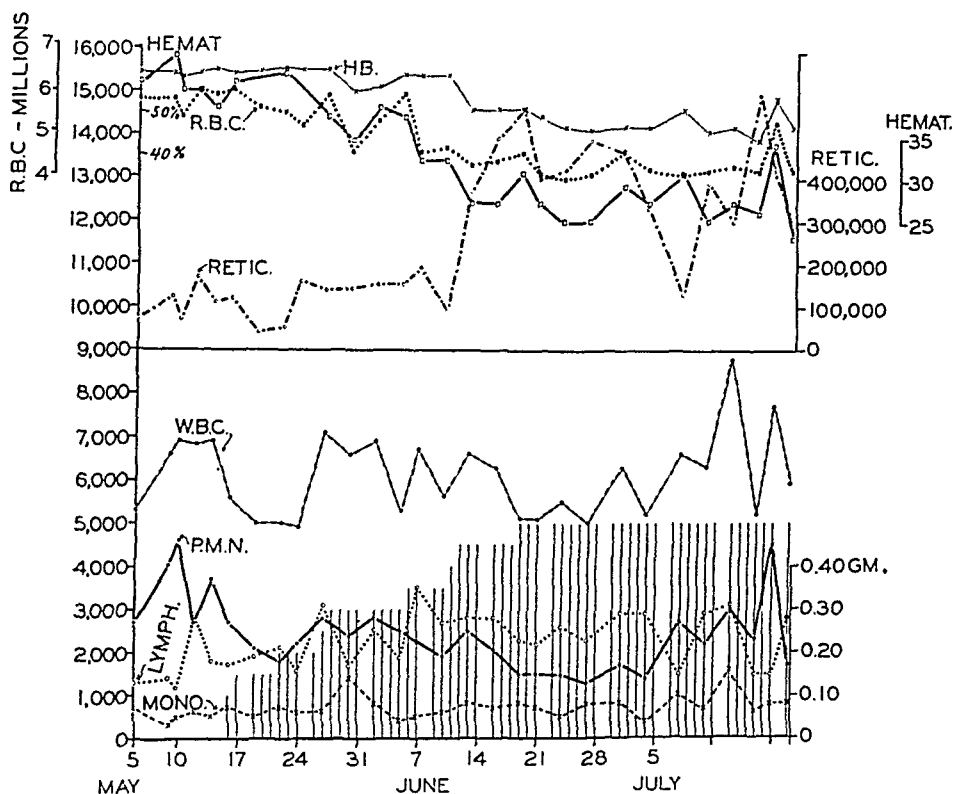 R.B.C - MILLIONS
7
6
5
4
16,000
15,000
14,000
13,000
12,000
11,000
10,000
9,000
8,000
7,000
6,000
5,000
4,000
3,000
2,000
1,000
0
50%
40%
HEMAT
HB.
R.B.C.
RETIC.
W.B.C.
P.M.N.
LYMPH.
MONO.
RETIC.
400,000
300,000
200,000
100,000
0
HEMAT.
35
30
25
0.40 GM.
0.30
0.20
0.10
0
5 10 17 24 31 7 14 21 28 5
MAY JUNE JULY